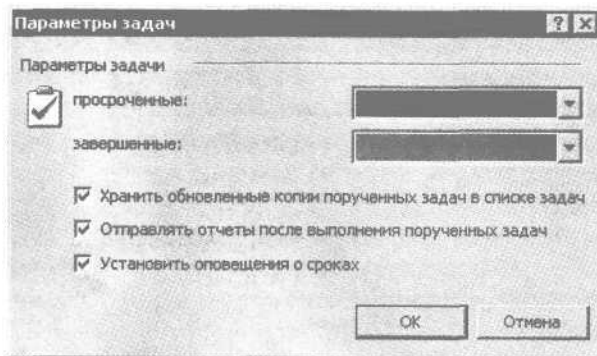 Параметры задач
Параметры задачи
просроченные:
завершенные:
Хранить обновленные копии порученных задач в списке задач
Отправлять отчеты после выполнения порученных задач
Установить оповещения о сроках
ОК
Отмена